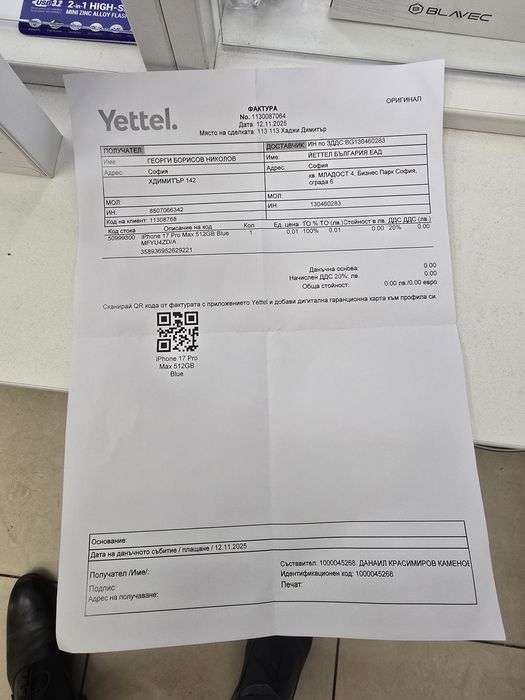 USB 3.2
2-in-1 HIGH-S
MINI ZINC ALLOY FLAS
BLAVEC
Yettel.
ФАКТУРА
No. 1130087064
Дата: 12.11.2025
Място на сделката: 113 113 Хаджи Димитър
ОРИГИНАЛ
ПОЛУЧАТЕЛ:
Име: ГЕОРГИ БОРИСОВ НИКОЛОВ
Адрес: София
ХДИМИТЪР 142
МОЛ:
ИН: 8507066342
Код на клиент: 11308768
ДОСТАВЧИК: ИН по ЗДДС:BG130460283
Име: ЙЕТТЕЛ БЪЛГАРИЯ ЕАД
Адрес: София
кв. МЛАДОСТ 4, Бизнес Парк София,
сграда 6
МОЛ:
ИН: 130460283
Код стока Описание на код Кол. Ед. цена ТО % ТО (лв.) Стойност в лв. ДДС ДДС (лв.)
50999300 iPhone 17 Pro Max 512GB Blue 1 0.01 100% 0.01 0.00 20% 0.00
MFYU4ZD/A
358936952629221
Данъчна основа: 0.00
Начислен ДДС 20%: лв. 0.00
Обща стойност: 0.00 лв./0.00 евро
Сканирай QR кода от фактурата с приложението Yettel и добави дигитална гаранционна карта към профила си.
iPhone 17 Pro
Max 512GB
Blue
Основание:
Дата на данъчното събитие / плащане / 12.11.2025
Получател /Име/:
Подпис:
Адрес на получаване:
Съставител: 1000045268. ДАНАИЛ КРАСИМИРОВ КАМЕНОВ
Идентификационен код: 1000045268
Печат: